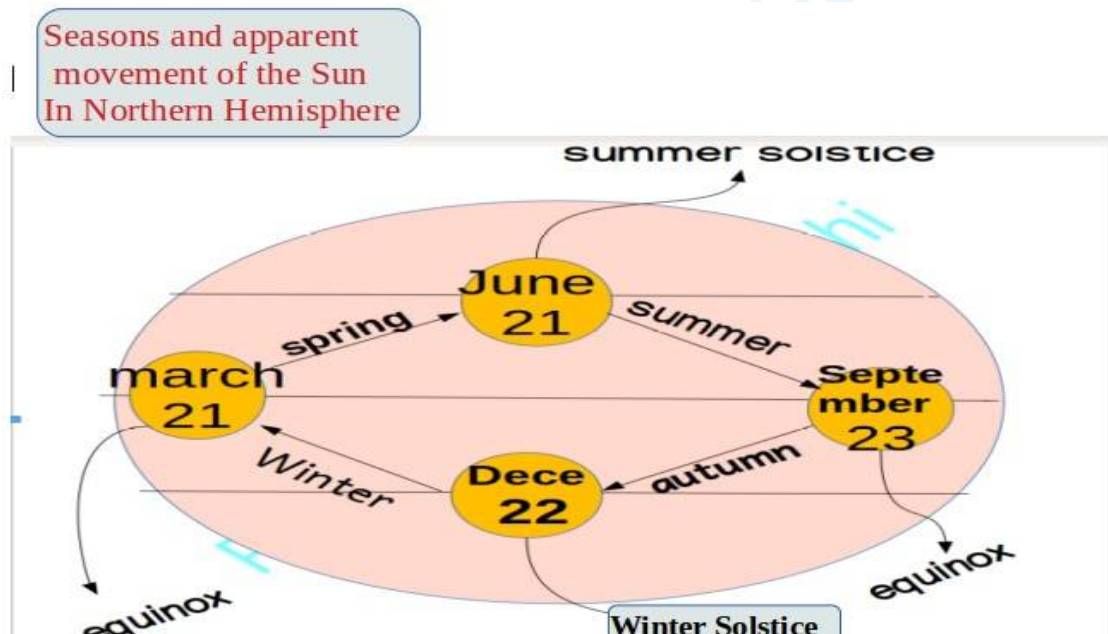 Seasons and apparent
movement of the Sun
In Northern Hemisphere
summer solstice
June
21
spring
summer
march
21
Septe
mber
23
Winter
Dece
22
autumn
equinox
equinox
Winter Solstice